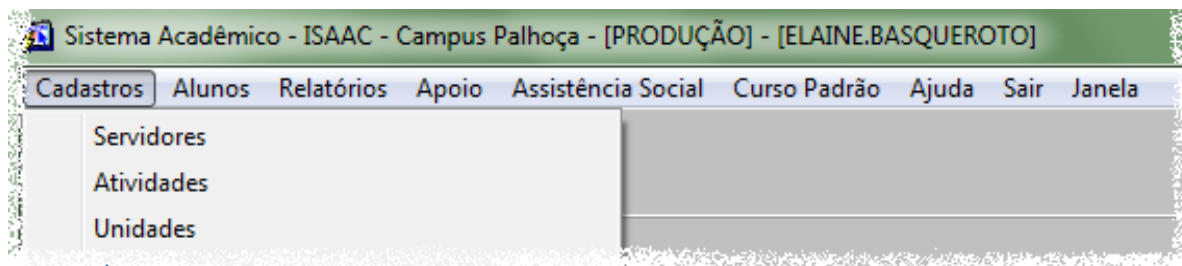 Sistema Acadêmico - ISAAC - Campus Palhoça - [PRODUÇÃO] - [ELAINE.BASQUEROTO]
Cadastros Alunos Relatórios Apoio Assistência Social Curso Padrão Ajuda Sair Janela
Servidores
Atividades
Unidades